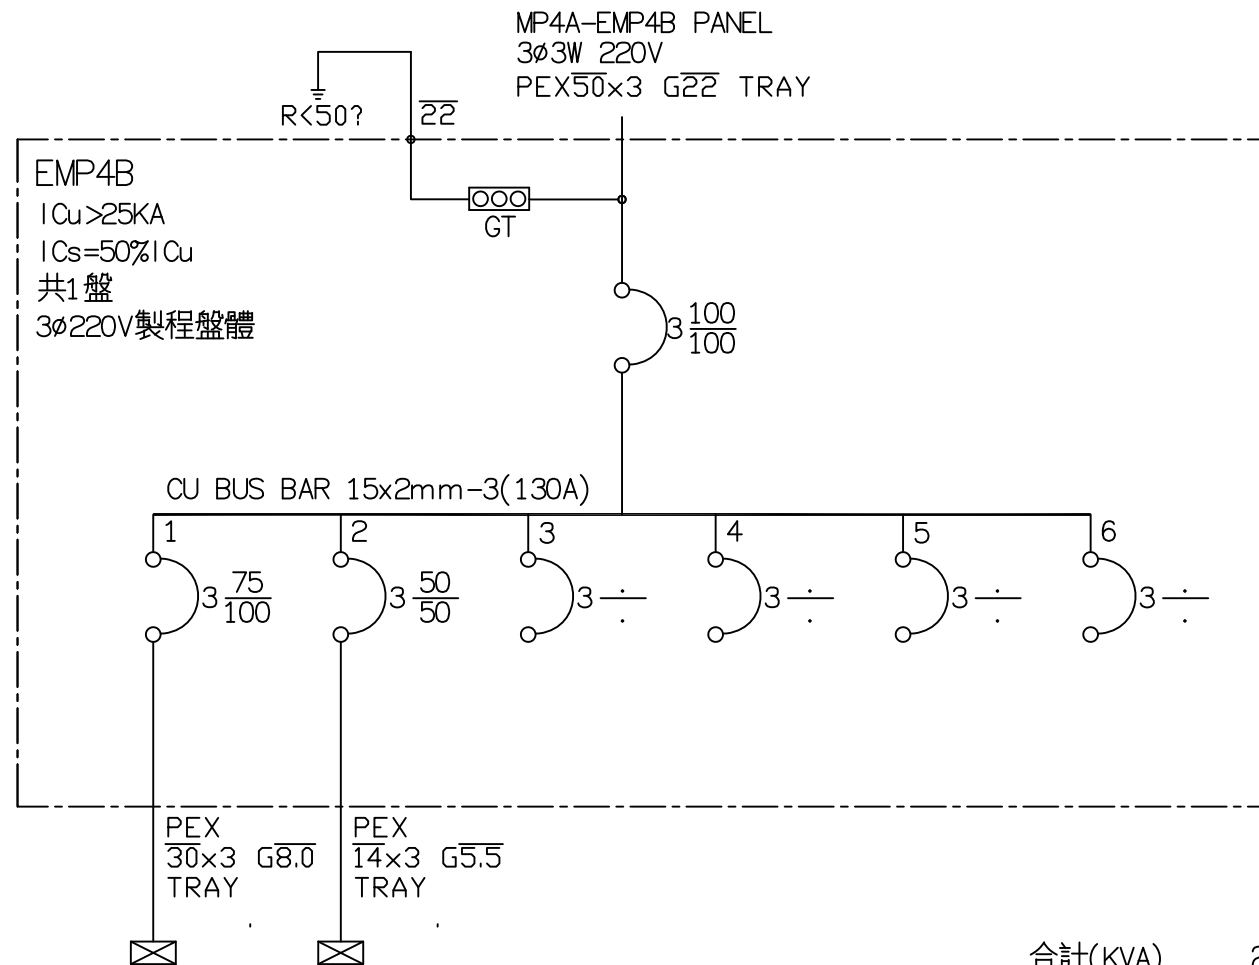 MP4A-EMP4B PANEL
3ø3W 220V
PEX50x3 G22 TRAY
R<50?
22
EMP4B
ICu>25KA
ICs=50%ICu
共1盤
3ø220V製程盤體
GT
3 100
100
CU BUS BAR 15x2mm-3(130A)
1
2
3
4
5
6
3 75
100
3 50
50
3 .
.
3 .
.
3 .
.
3 .
.
PEX
30x3 G8.0
TRAY
PEX
14x3 G5.5
TRAY
合計(KVA)